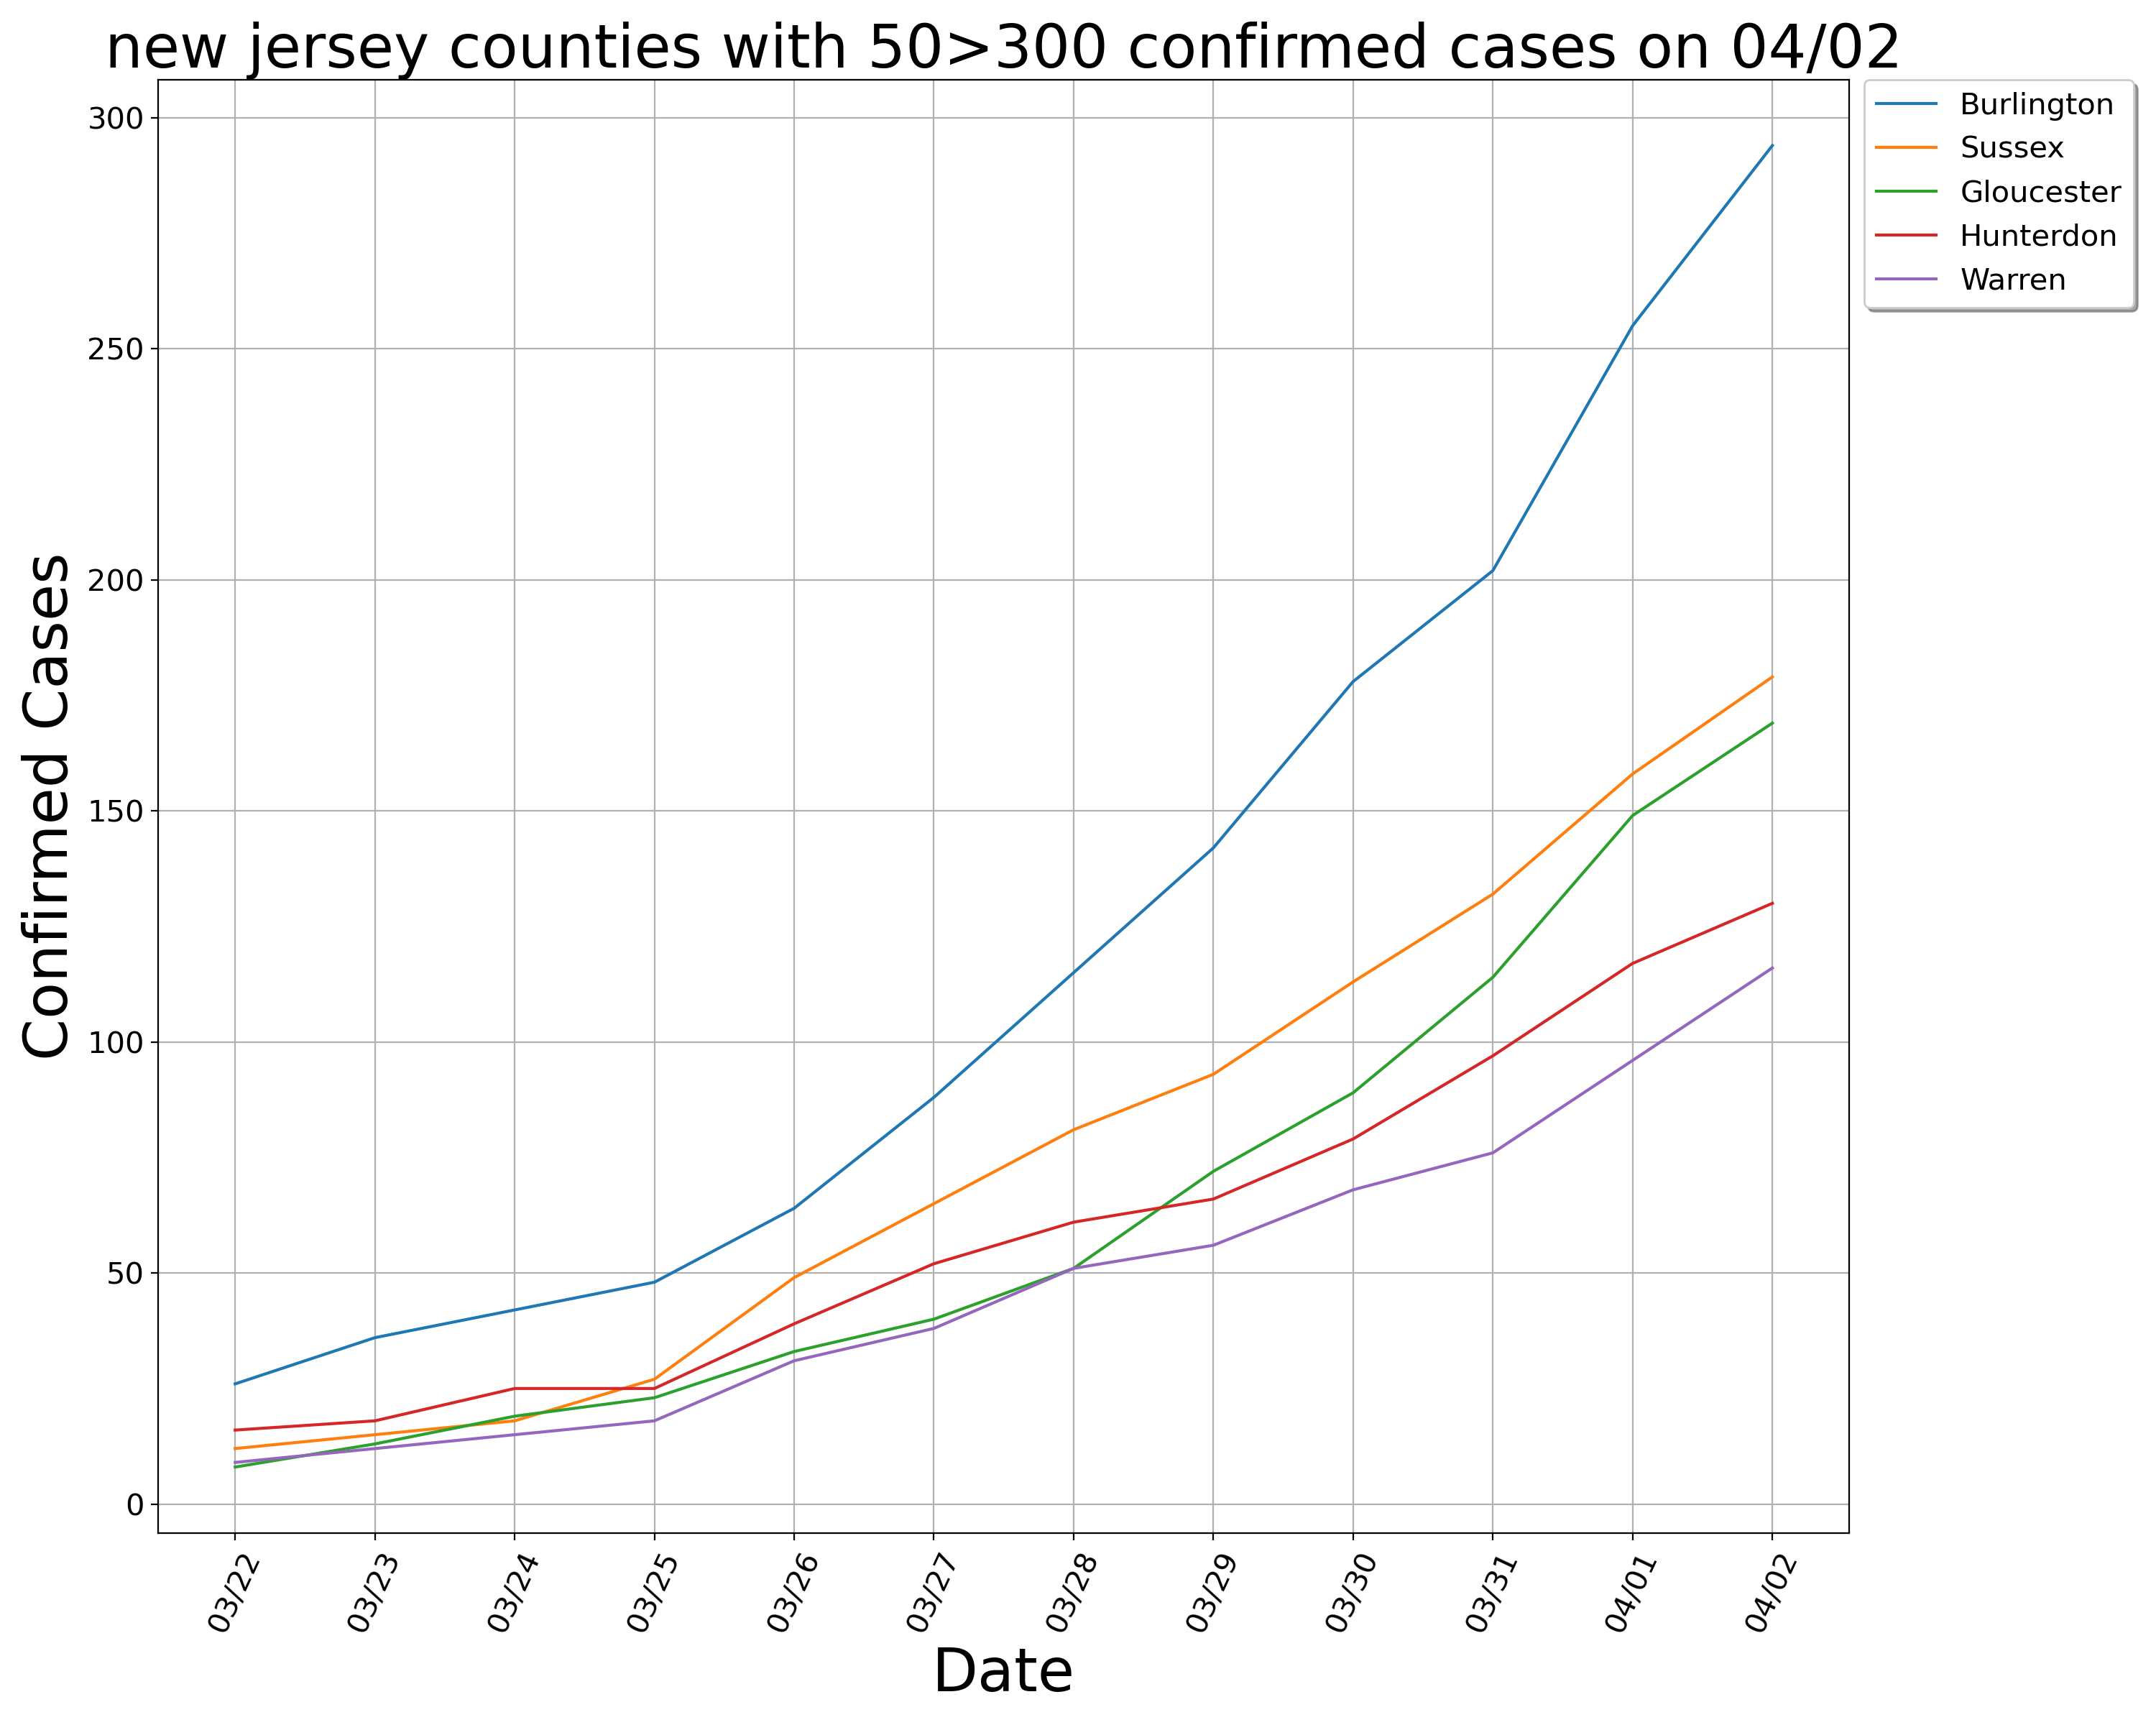 new jersey counties with 50>300 confirmed cases on 04/02
Burlington
Sussex
Gloucester
Hunterdon
Warren
Confirmed Cases
300
250
200
150
100
50
0
03/22
03/23
03/24
03/25
03/26
03/27
03/28
03/29
03/30
03/31
04/01
04/02
Date